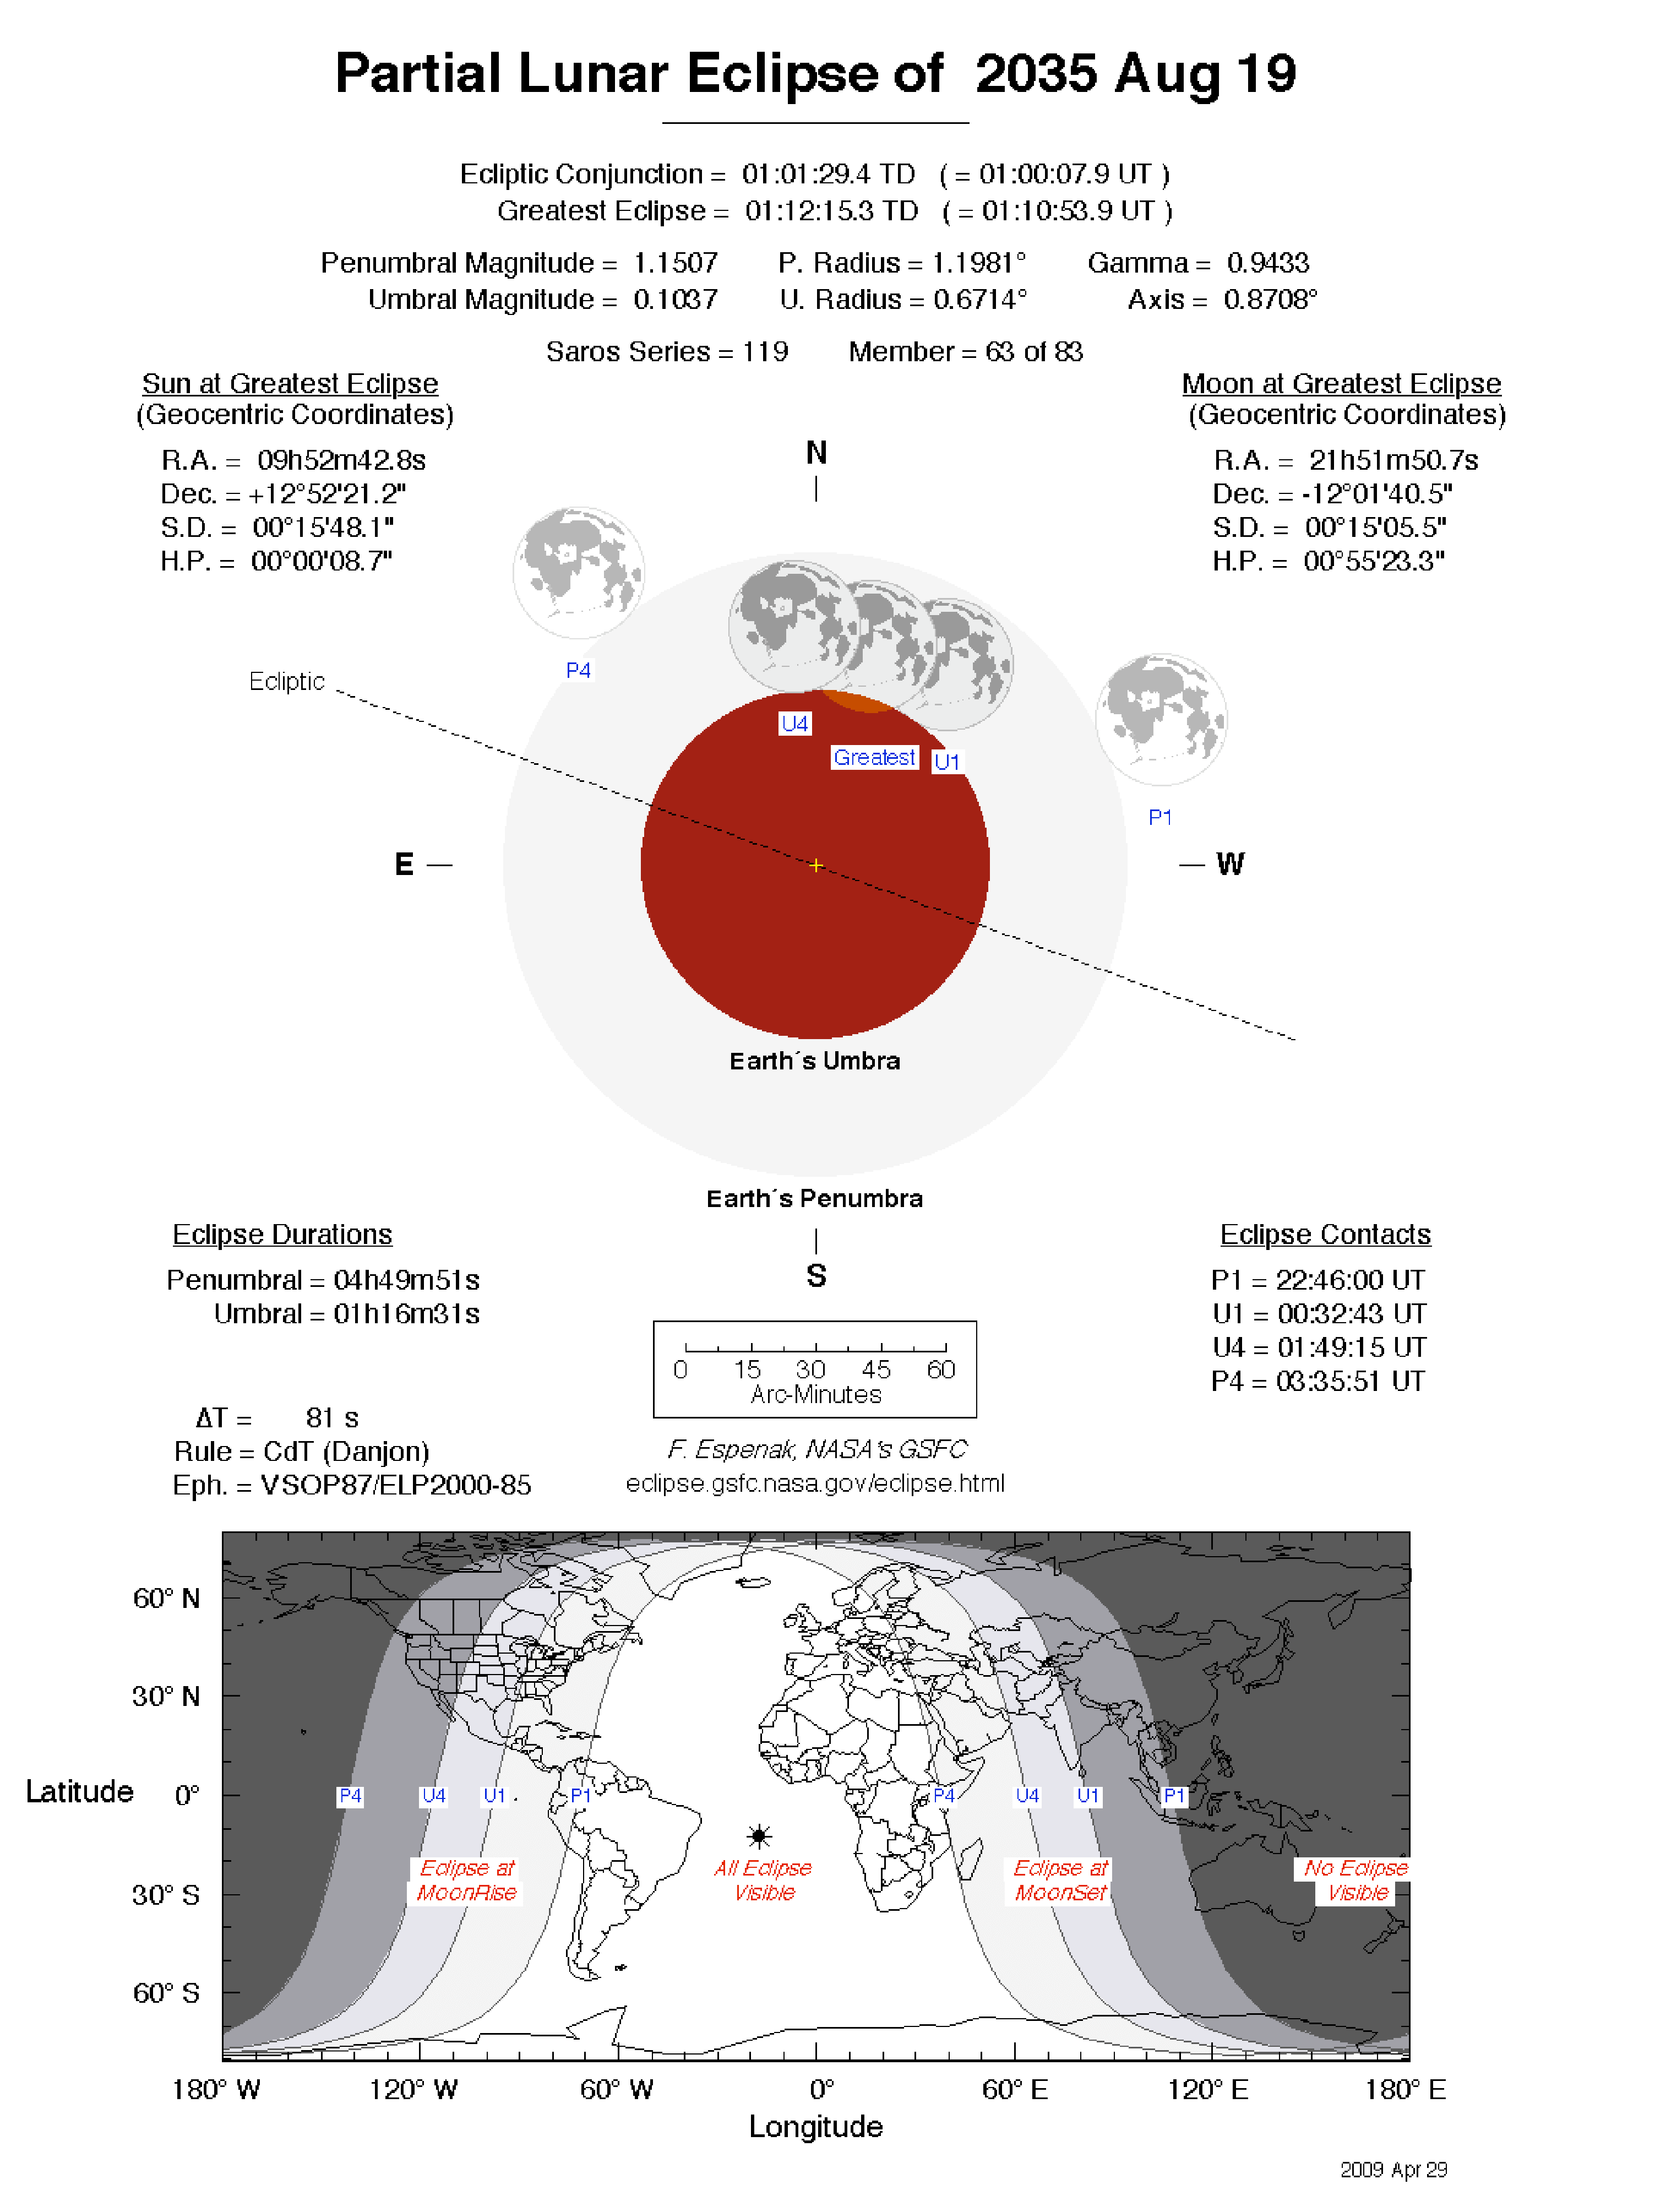 Partial Lunar Eclipse of 2035 Aug 19
Ecliptic Conjunction = 01:01:29.4 TD ( = 01:00:07.9 UT )
Greatest Eclipse = 01:12:15.3 TD ( = 01:10:53.9 UT )
Penumbral Magnitude = 1.1507 P. Radius = 1.1981° Gamma = 0.9433
Umbral Magnitude = 0.1037 U. Radius = 0.6714° Axis = 0.8708°
Saros Series = 119 Member = 63 of 83
Sun at Greatest Eclipse
(Geocentric Coordinates)
R.A. = 09h52m42.8s
Dec. = +12°52'21.2"
S.D. = 00°15'48.1"
H.P. = 00°00'08.7"
Moon at Greatest Eclipse
(Geocentric Coordinates)
R.A. = 21h51m50.7s
Dec. = -12°01'40.5"
S.D. = 00°15'05.5"
H.P. = 00°55'23.3"
N
P4
Ecliptic
U4
Greatest
U1
P1
E
W
Earth´s Umbra
Earth´s Penumbra
S
Eclipse Durations
Penumbral = 04h49m51s
Umbral = 01h16m31s
Eclipse Contacts
P1 = 22:46:00 UT
U1 = 00:32:43 UT
U4 = 01:49:15 UT
P4 = 03:35:51 UT
0 15 30 45 60
Arc-Minutes
ΔT = 81 s
Rule = CdT (Danjon)
Eph. = VSOP87/ELP2000-85
F. Espenak, NASA's GSFC
eclipse.gsfc.nasa.gov/eclipse.html
60° N
30° N
Latitude 0°
30° S
60° S
P4 U4 U1 P1 P4 U4 U1 P1
Eclipse at
MoonRise
All Eclipse
Visible
Eclipse at
MoonSet
No Eclipse
Visible
180° W 120° W 60° W 0° 60° E 120° E 180° E
Longitude
2009 Apr 29